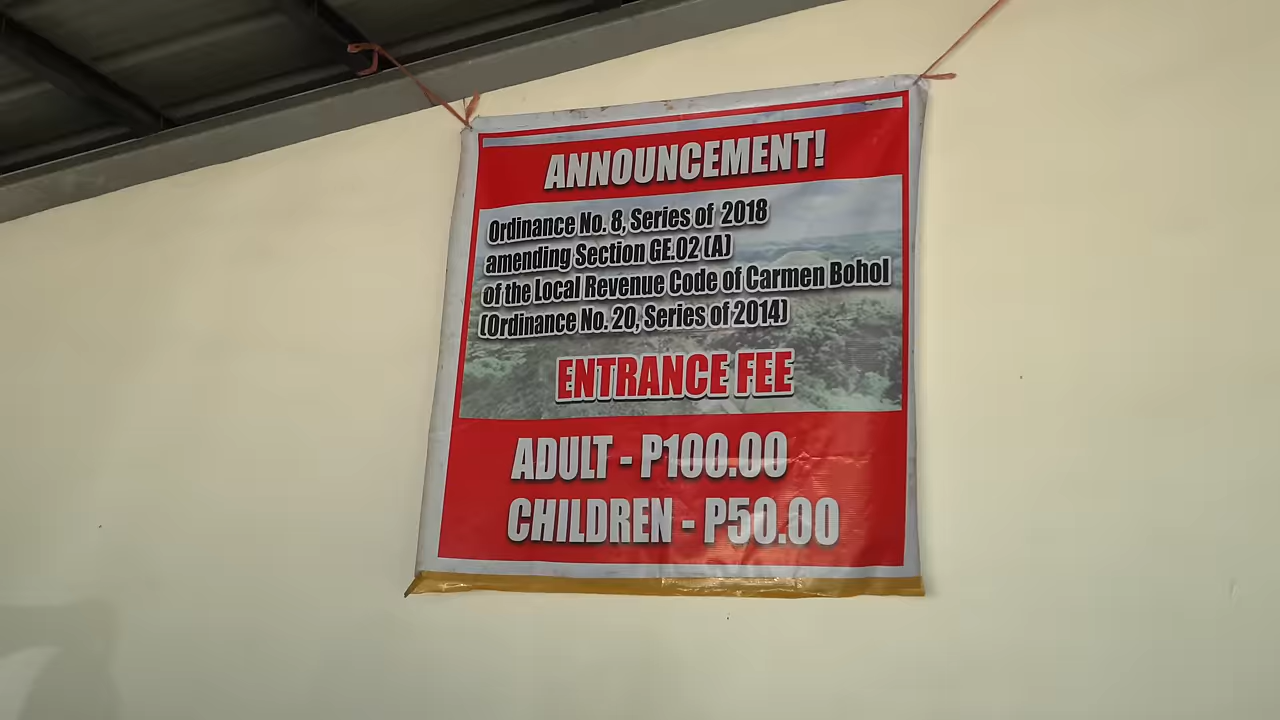 ANNOUNCEMENT!
Ordinance No. 8, Series of 2018
amending Section GE.02 (A)
of the Local Revenue Code of Carmen Bohol
(Ordinance No. 20, Series of 2014)
ENTRANCE FEE
ADULT - P100.00
CHILDREN - P50.00